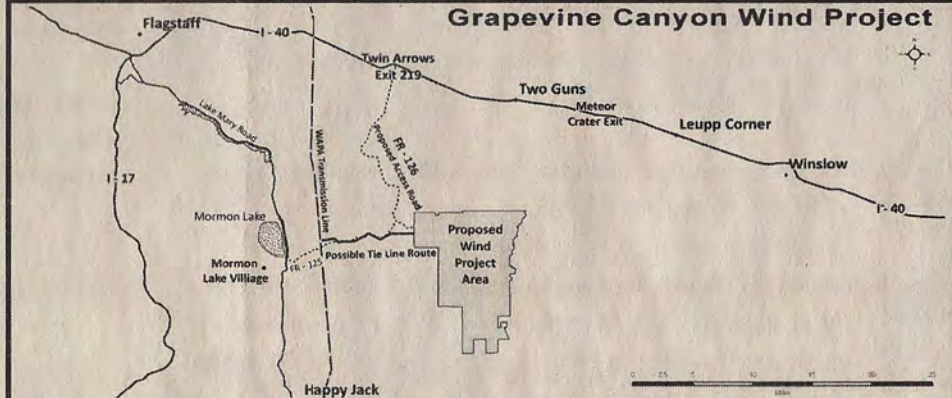 Grapevine Canyon Wind Project
Flagstaff
I - 40
Twin Arrows
Exit 219
Two Guns
Meteor
Crater Exit
Leupp Corner
Winslow
I - 40
Lake Mary Road
WAPA Transmission Line
FR - 126
Proposed Access Road
I - 17
Mormon Lake
Mormon
Lake Villiage
FR - 125
Possible Tie Line Route
Proposed
Wind
Project
Area
Happy Jack